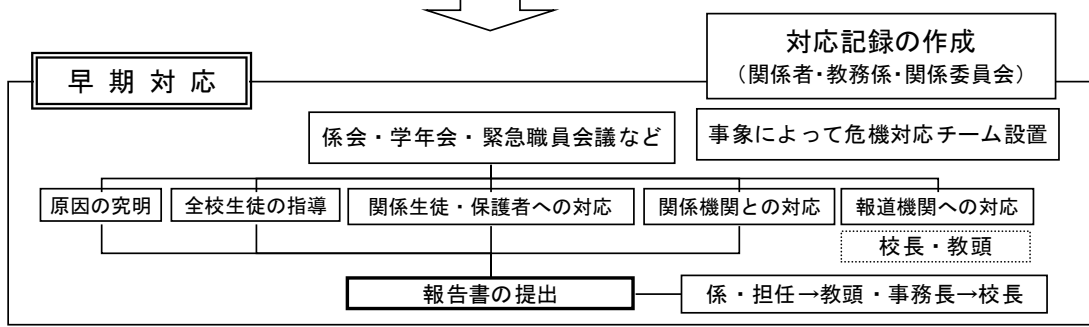 対応記録の作成
（関係者・教務係・関係委員会）
早期対応
係会・学年会・緊急職員会議など
事象によって危機対応チーム設置
原因の究明
全校生徒の指導
関係生徒・保護者への対応
関係機関との対応
報道機関への対応
校長・教頭
報告書の提出
係・担任→教頭・事務長→校長